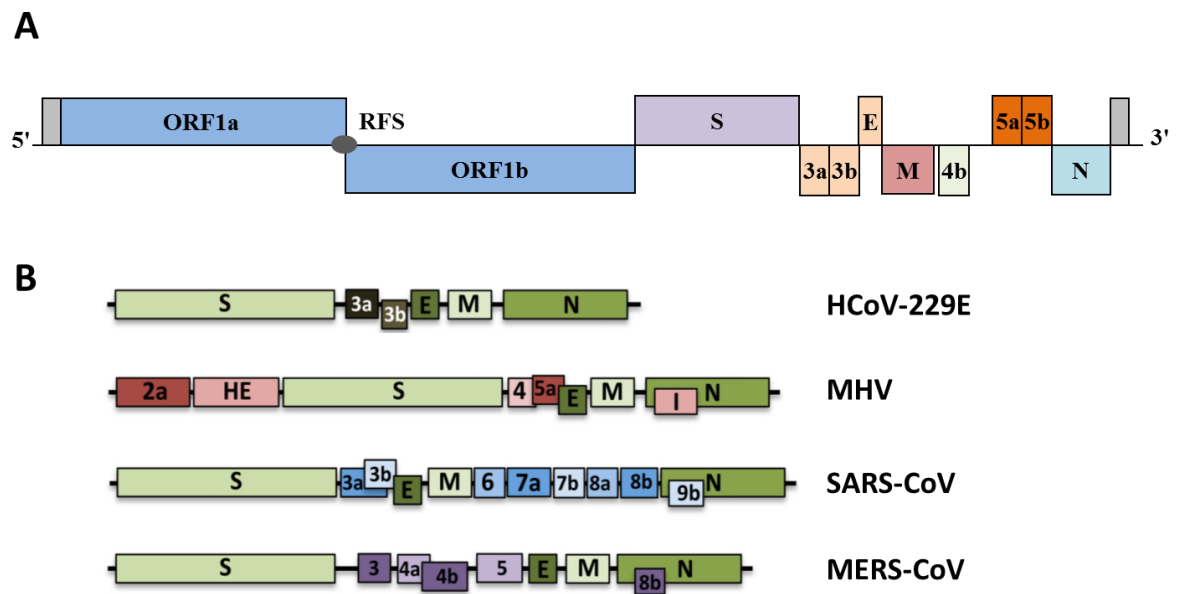 A
5' ORF1a RFS ORF1b S 3a 3b E M 4b 5a 5b N 3'
B
S 3a 3b E M N HCoV-229E
2a HE S 4 5a E M I N MHV
S 3a 3b E M 6 7a 7b 8a 8b 9b N SARS-CoV
S 3 4a 4b 5 E M 8b N MERS-CoV